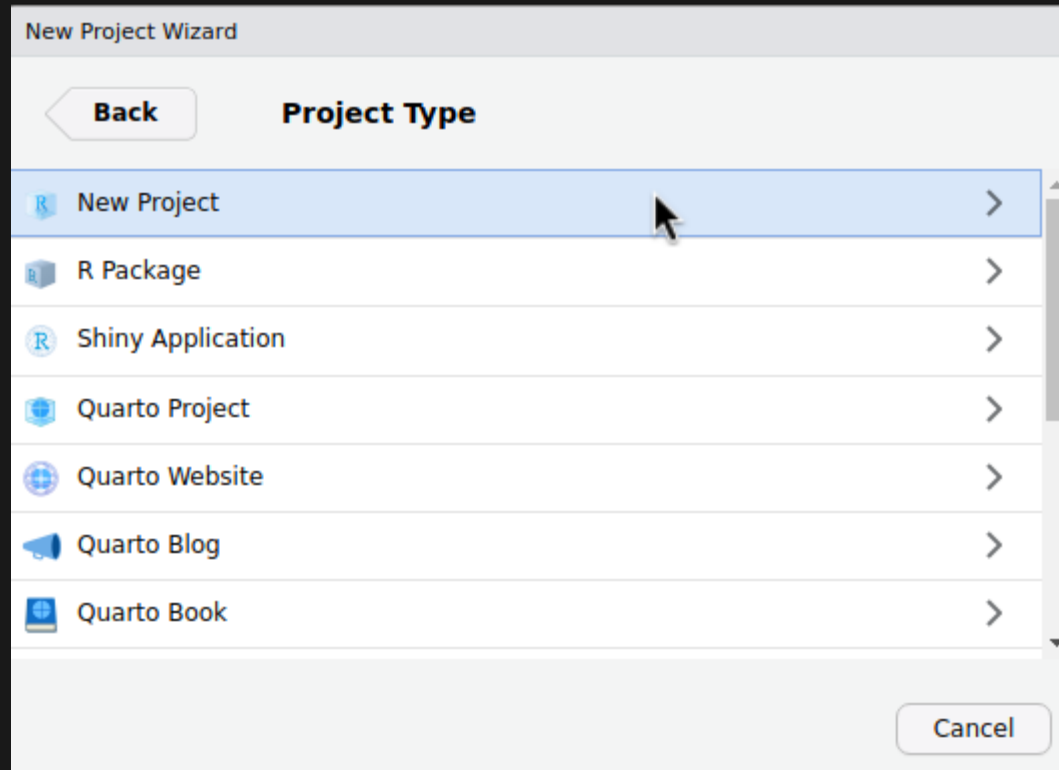 New Project Wizard
Back
Project Type
New Project
R Package
Shiny Application
Quarto Project
Quarto Website
Quarto Blog
Quarto Book
Cancel